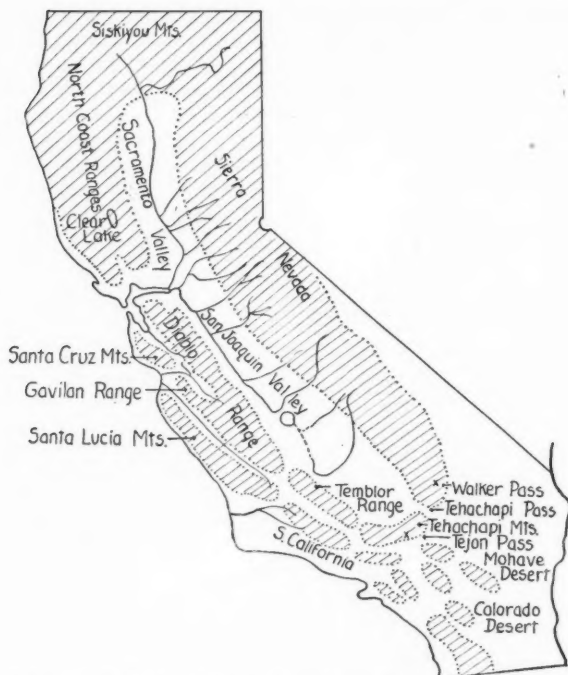 Siskiyou Mts.
North Coast Ranges
Sacramento
Valley
Sierra
Nevada
Clear
Lake
Diablo
Range
San Joaquin Valley
Santa Cruz Mts.
Gavilan Range
Santa Lucia Mts.
Temblor
Range
Walker Pass
Tehachapi Pass
Tehachapi Mts.
Tejon Pass
Mohave
Desert
S. California
Colorado
Desert